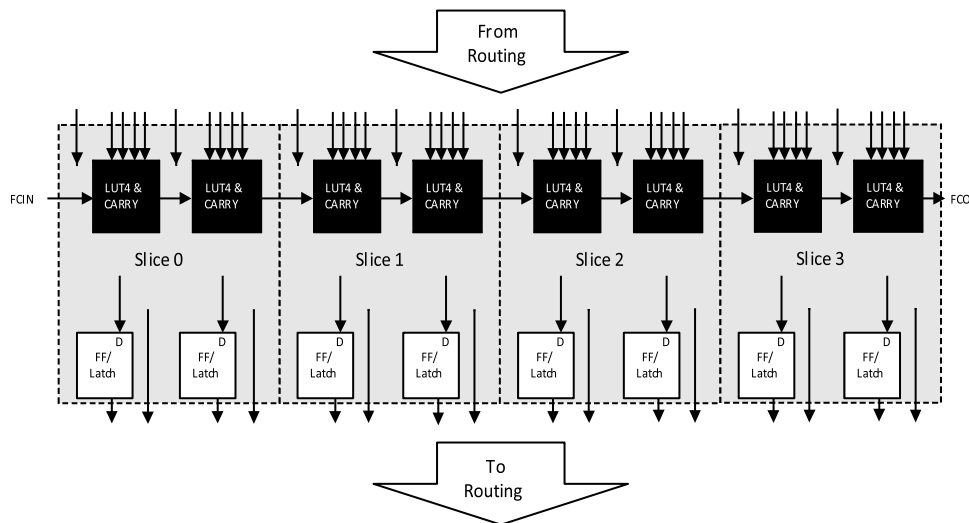 From
Routing
LUT4 &
CARRY
LUT4 &
CARRY
LUT4 &
CARRY
LUT4 &
CARRY
LUT4 &
CARRY
LUT4 &
CARRY
LUT4 &
CARRY
LUT4 &
CARRY
FCIN
FCO
Slice 0
Slice 1
Slice 2
Slice 3
D
FF/
Latch
D
FF/
Latch
D
FF/
Latch
D
FF/
Latch
D
FF/
Latch
D
FF/
Latch
D
FF/
Latch
D
FF/
Latch
To
Routing